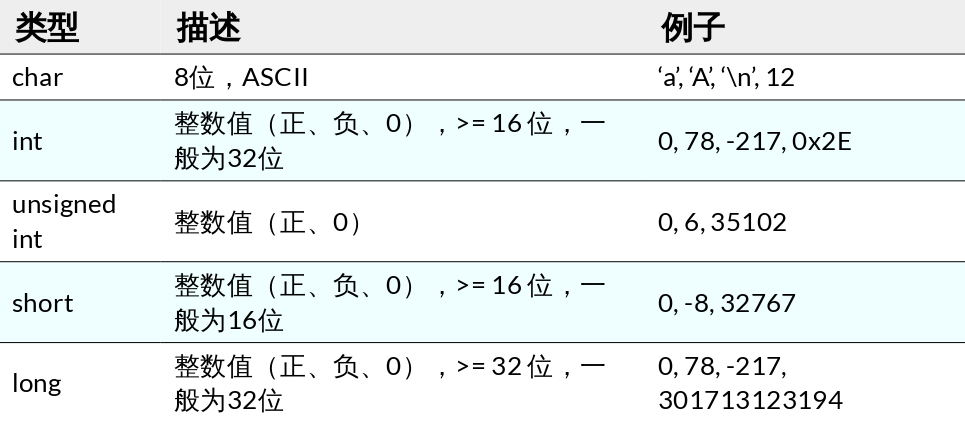 类型 描述 例子
char 8位，ASCII ‘a’, ‘A’, ‘\n’, 12
int 整数值（正、负、0），>= 16 位，一般为32位 0, 78, -217, 0x2E
unsigned int 整数值（正、0） 0, 6, 35102
short 整数值（正、负、0），>= 16 位，一般为16位 0, -8, 32767
long 整数值（正、负、0），>= 32 位，一般为32位 0, 78, -217, 301713123194